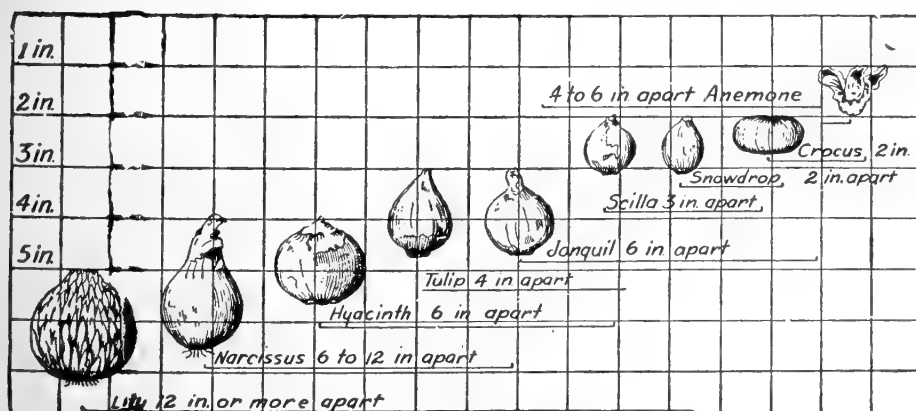 1 in.
2 in.
4 to 6 in apart Anemone
3 in.
Crocus, 2 in.
Snowdrop, 2 in. apart
4 in.
Scilla 3 in. apart
5 in.
Jonquil 6 in apart
Tulip 4 in apart
Hyacinth 6 in apart
Narcissus 6 to 12 in apart
Lily 12 in. or more apart